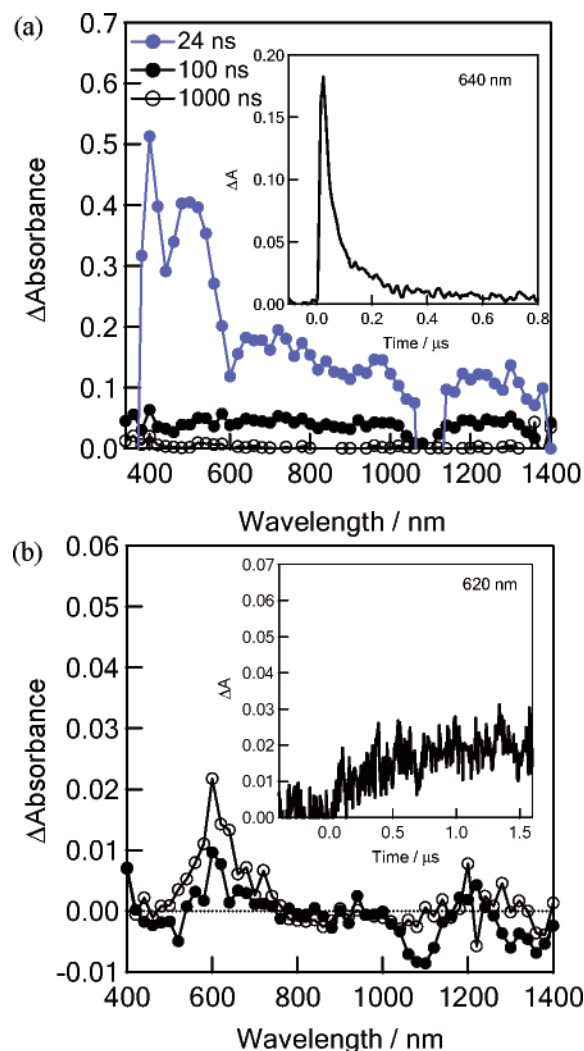 (a)
0.7
0.6
0.5
0.4
0.3
0.2
0.1
0.0
ΔAbsorbance
24 ns
100 ns
1000 ns
640 nm
0.20
0.15
0.10
0.05
0.00
ΔA
0.0 0.2 0.4 0.6 0.8
Time / μs
400 600 800 1000 1200 1400
Wavelength / nm
(b)
0.06
0.05
0.04
0.03
0.02
0.01
0.00
-0.01
ΔAbsorbance
620 nm
0.07
0.06
0.05
0.04
0.03
0.02
0.01
0.00
ΔA
0.0 0.5 1.0 1.5
Time / μs
400 600 800 1000 1200 1400
Wavelength / nm